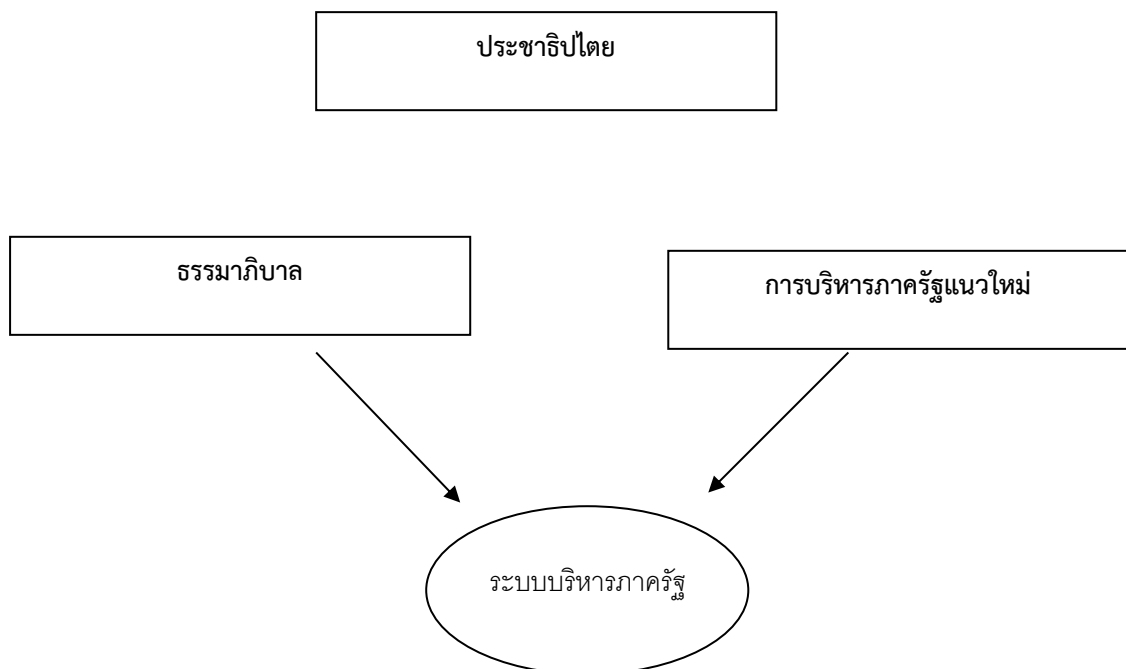 ประชาธิปไตย
ธรรมาภิบาล
การบริหารภาครัฐแนวใหม่
ระบบบริหารภาครัฐ